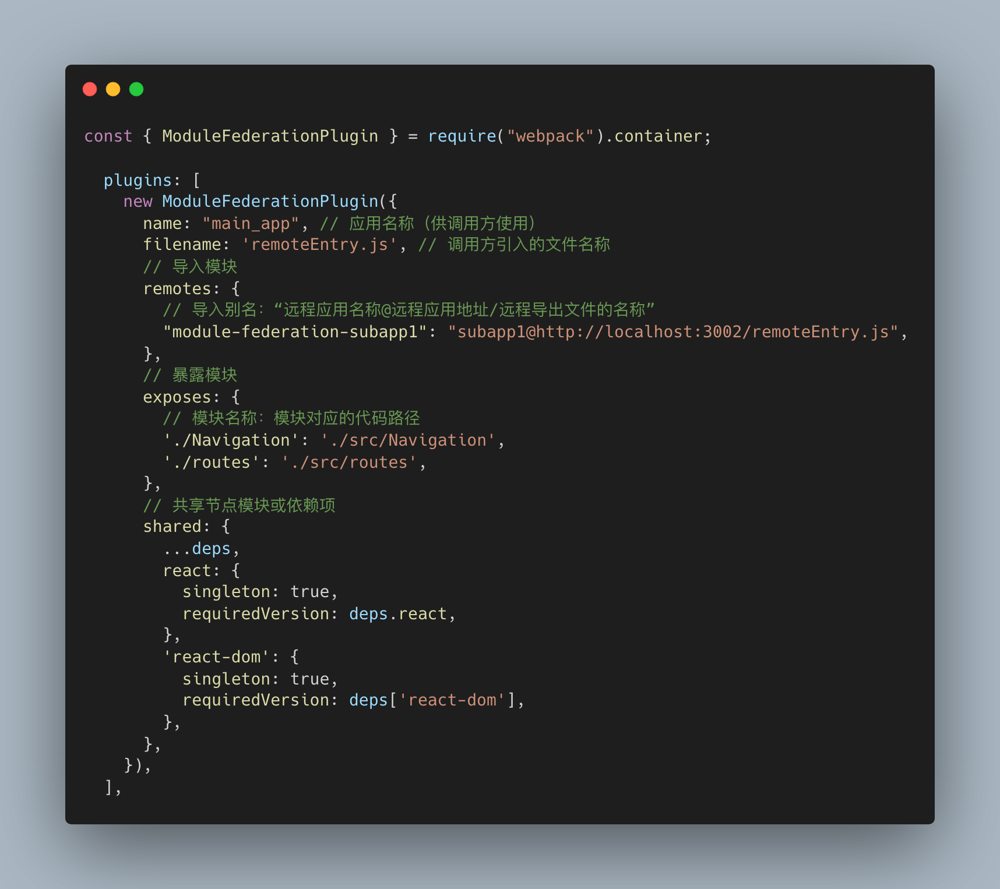 const { ModuleFederationPlugin } = require("webpack").container;
plugins: [
new ModuleFederationPlugin({
name: "main_app", // 应用名称（供调用方使用）
filename: 'remoteEntry.js', // 调用方引入的文件名称
// 导入模块
remotes: {
// 导入别名：“远程应用名称@远程应用地址/远程导出文件的名称”
"module-federation-subapp1": "subapp1@http://localhost:3002/remoteEntry.js",
},
// 暴露模块
exposes: {
// 模块名称：模块对应的代码路径
'./Navigation': './src/Navigation',
'./routes': './src/routes',
},
// 共享节点模块或依赖项
shared: {
...deps,
react: {
singleton: true,
requiredVersion: deps.react,
},
'react-dom': {
singleton: true,
requiredVersion: deps['react-dom'],
},
},
}),
],